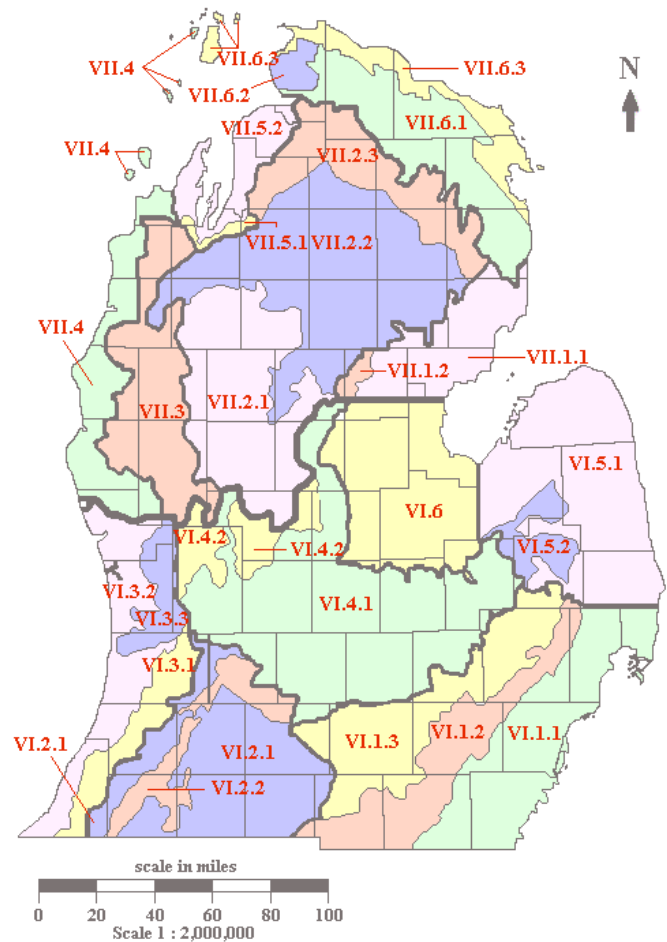 VII.6.3
VII.4
VII.6.3
VII.6.2
N
VII.5.2
VII.6.1
VII.4
VII.2.3
VII.5.1
VII.2.2
VII.4
VII.1.1
VII.1.2
VII.3
VII.2.1
VI.5.1
VI.6
VI.4.2
VI.4.2
VI.5.2
VI.3.2
VI.4.1
VI.3.3
VI.3.1
VI.1.2
VI.1.1
VI.1.3
VI.2.1
VI.2.1
VI.2.2
scale in miles
0 20 40 60 80 100
Scale 1 : 2,000,000